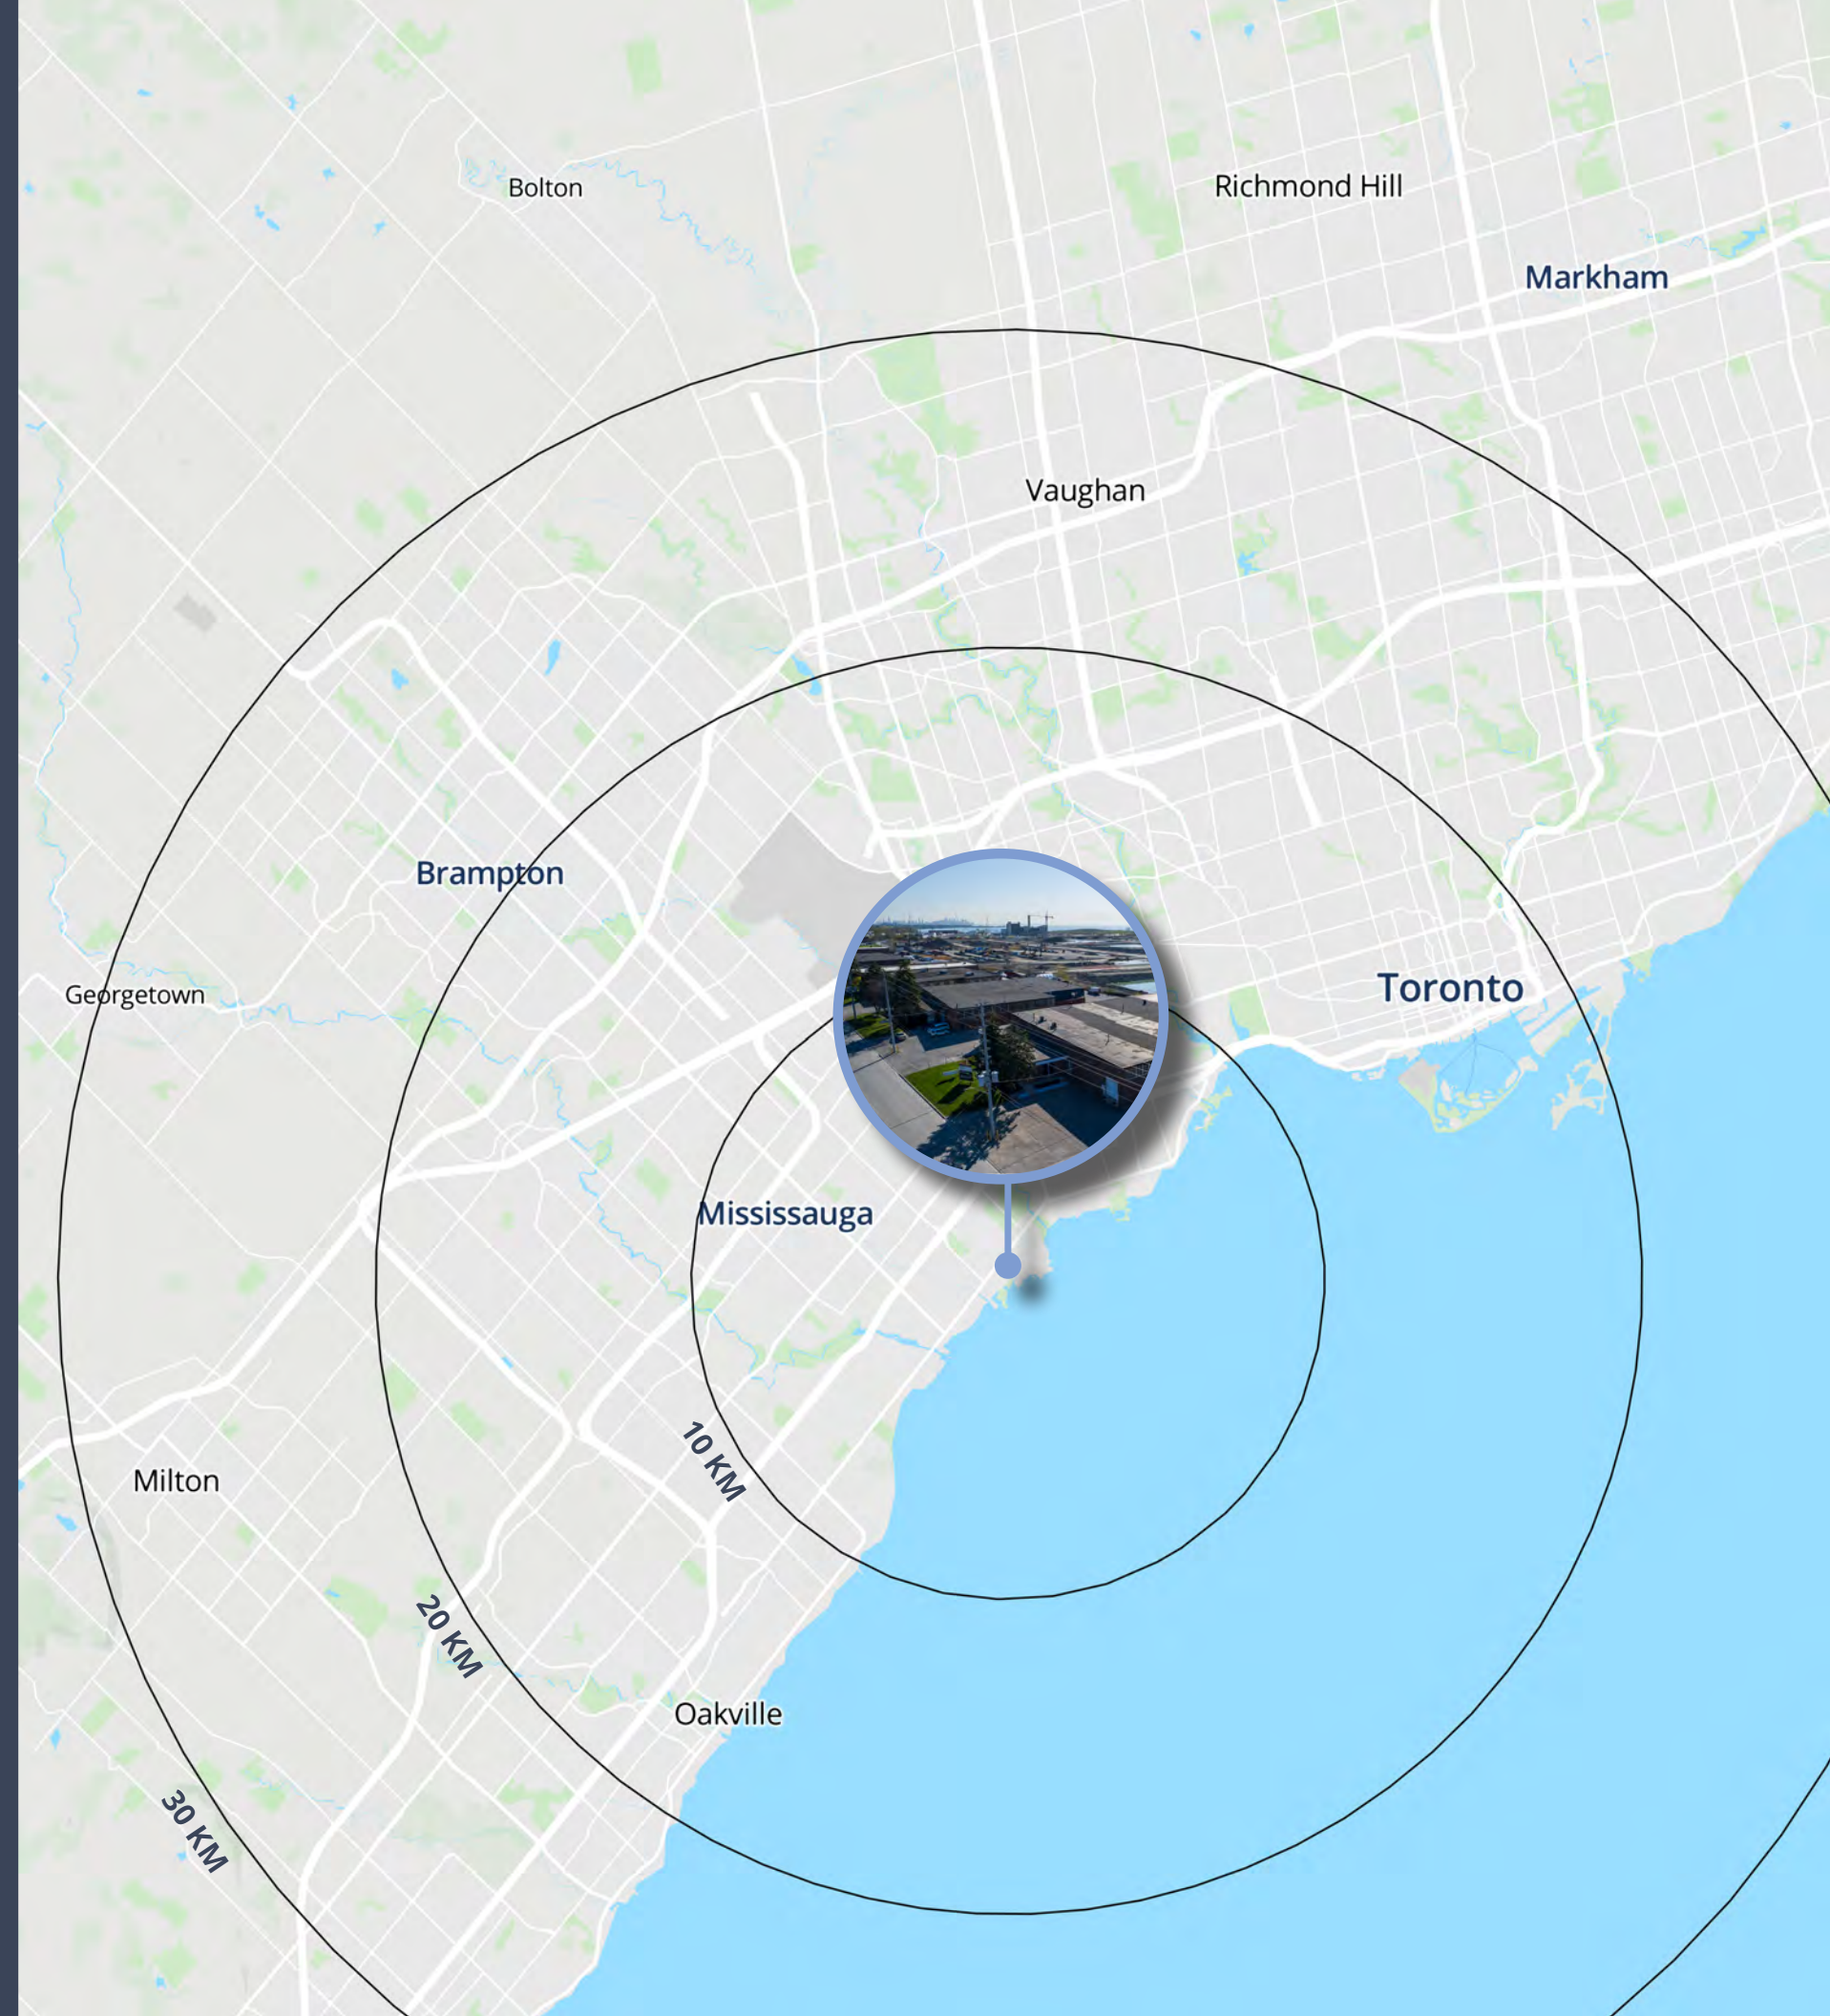 Bolton
Richmond Hill
Markham
Vaughan
Brampton
Georgetown
Toronto
Mississauga
10 KM
Milton
20 KM
Oakville
30 KM